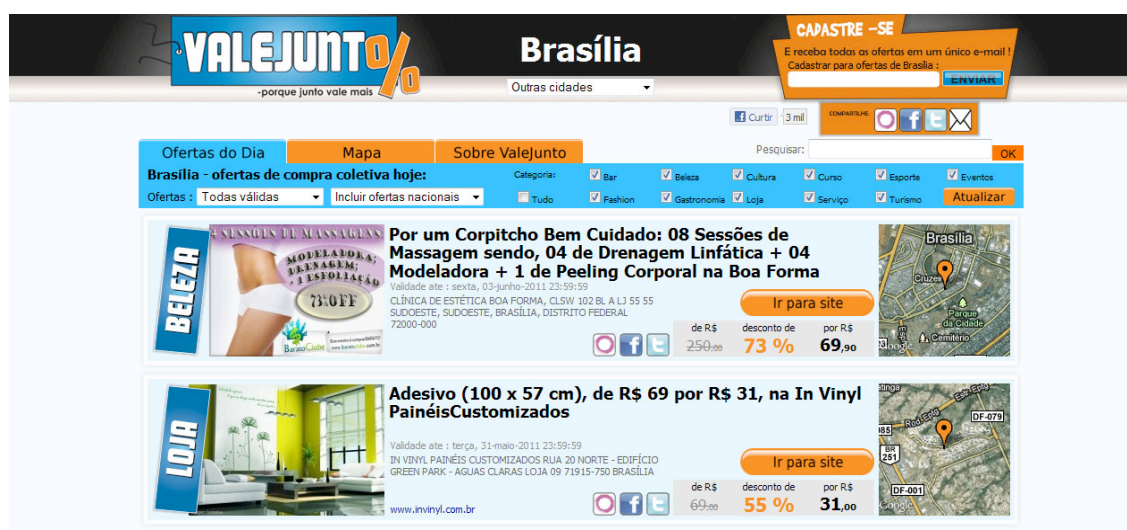 VALEJUNTO%
-porque junto vale mais
Brasília
Outras cidades
CADASTRE -SE
E receba todas as ofertas em um único e-mail !
Cadastrar para ofertas de Brasília :
ENVIAR
Curtir 3 mil
COMPARTILHE:
Ofertas do Dia Mapa Sobre ValeJunto
Pesquisar: OK
Brasília - ofertas de compra coletiva hoje:
Categoria: Bar Beleza Cultura Curso Esporte Eventos
Ofertas : Todas válidas Incluir ofertas nacionais
Tudo Fashion Gastronomia Loja Serviço Turismo Atualizar
BELEZA
4 SESSÕES DE MASSAGENS
MODELADORA;
DRENAGEM;
+ 1 ESFOLIAÇÃO
73%OFF
BaratoClube
Por um Corpitcho Bem Cuidado: 08 Sessões de
Massagem sendo, 04 de Drenagem Linfática + 04
Modeladora + 1 de Peeling Corporal na Boa Forma
Validade ate : sexta, 03-junho-2011 23:59:59
CLÍNICA DE ESTÉTICA BOA FORMA, CLSW 102 BL A LJ 55 55
SUDOESTE, SUDOESTE, BRASÍLIA, DISTRITO FEDERAL
72000-000
Ir para site
de R$ desconto de por R$
250,00 73 % 69,90
Brasília
Cruzeiro
Parque
da Cidade
Cemitério
Google
LOJA
Adesivo (100 x 57 cm), de R$ 69 por R$ 31, na In Vinyl
PainéisCustomizados
Validade ate : terça, 31-maio-2011 23:59:59
IN VINYL PAINÉIS CUSTOMIZADOS RUA 20 NORTE - EDIFÍCIO
GREEN PARK - AGUAS CLARAS LOJA 09 71915-750 BRASÍLIA
www.invinyl.com.br
Ir para site
de R$ desconto de por R$
69,00 55 % 31,00
DF-079
BR
251
DF-001
Google